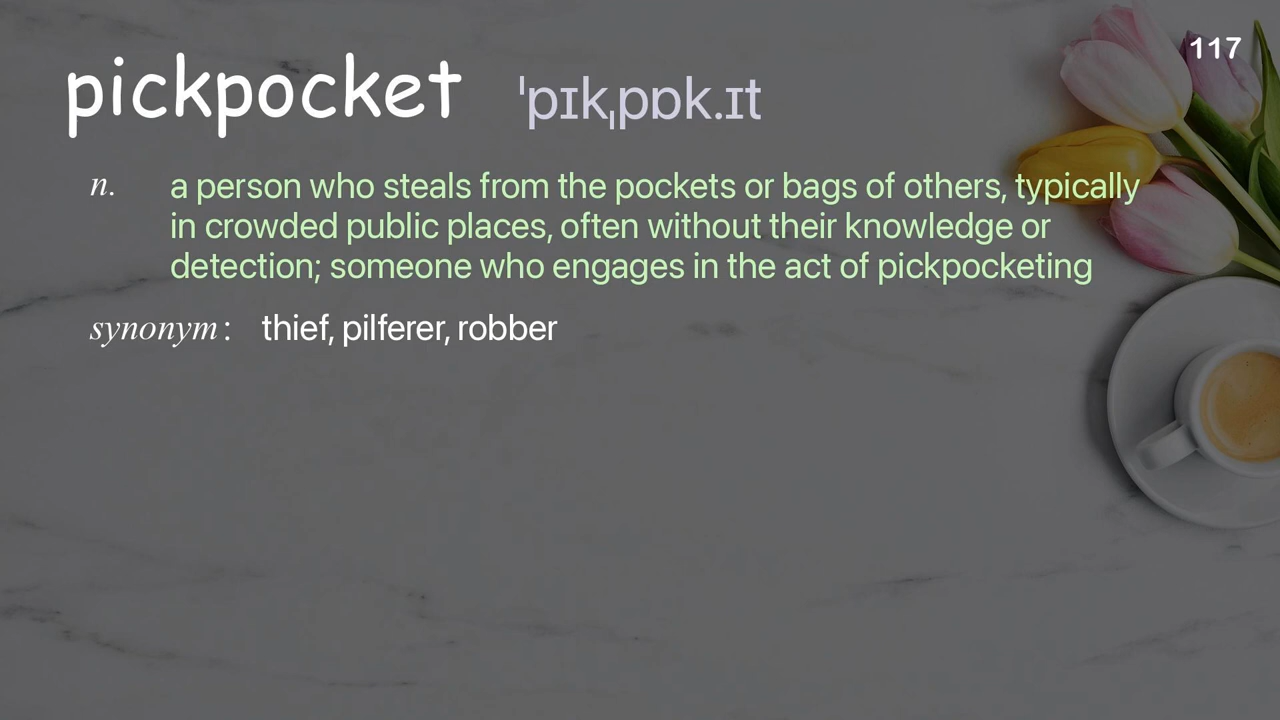 117
pickpocket ˈpɪkˌpɒk.ɪt
n. a person who steals from the pockets or bags of others, typically
in crowded public places, often without their knowledge or
detection; someone who engages in the act of pickpocketing
synonym: thief, pilferer, robber